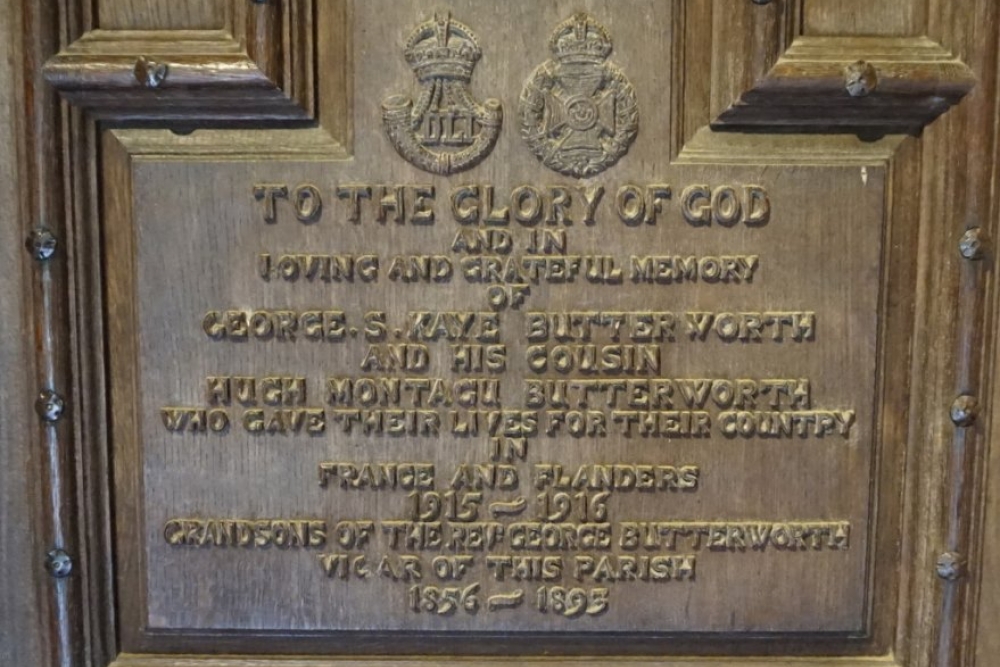 DLI
TO THE GLORY OF GOD
AND IN
LOVING AND GRATEFUL MEMORY
OF
GEORGE. S. KAYE BUTTERWORTH
AND HIS COUSIN
HUGH MONTAGU BUTTERWORTH
WHO GAVE THEIR LIVES FOR THEIR COUNTRY
IN
FRANCE AND FLANDERS
1915 ~ 1916
GRANDSONS OF THE REVD GEORGE BUTTERWORTH
VICAR OF THIS PARISH
1856 ~ 1893